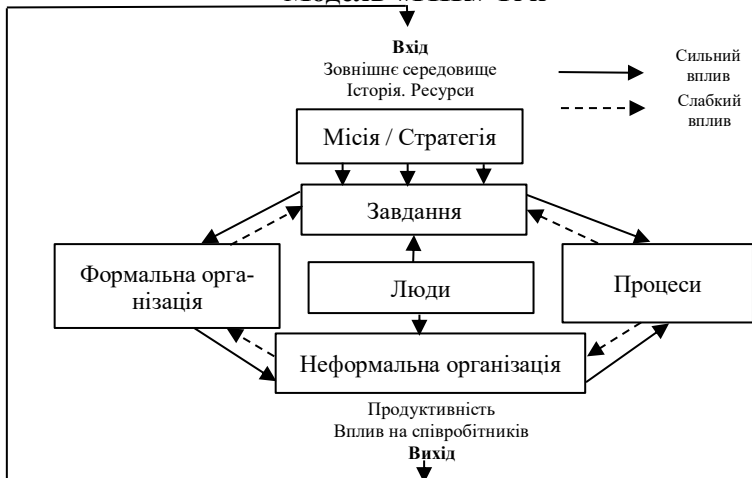 Вхід
Зовнішнє середовище
Історія. Ресурси
Сильний
вплив
Слабкий
вплив
Місія / Стратегія
Завдання
Формальна орга-
нізація
Люди
Процеси
Неформальна організація
Продуктивність
Вплив на співробітників
Вихід